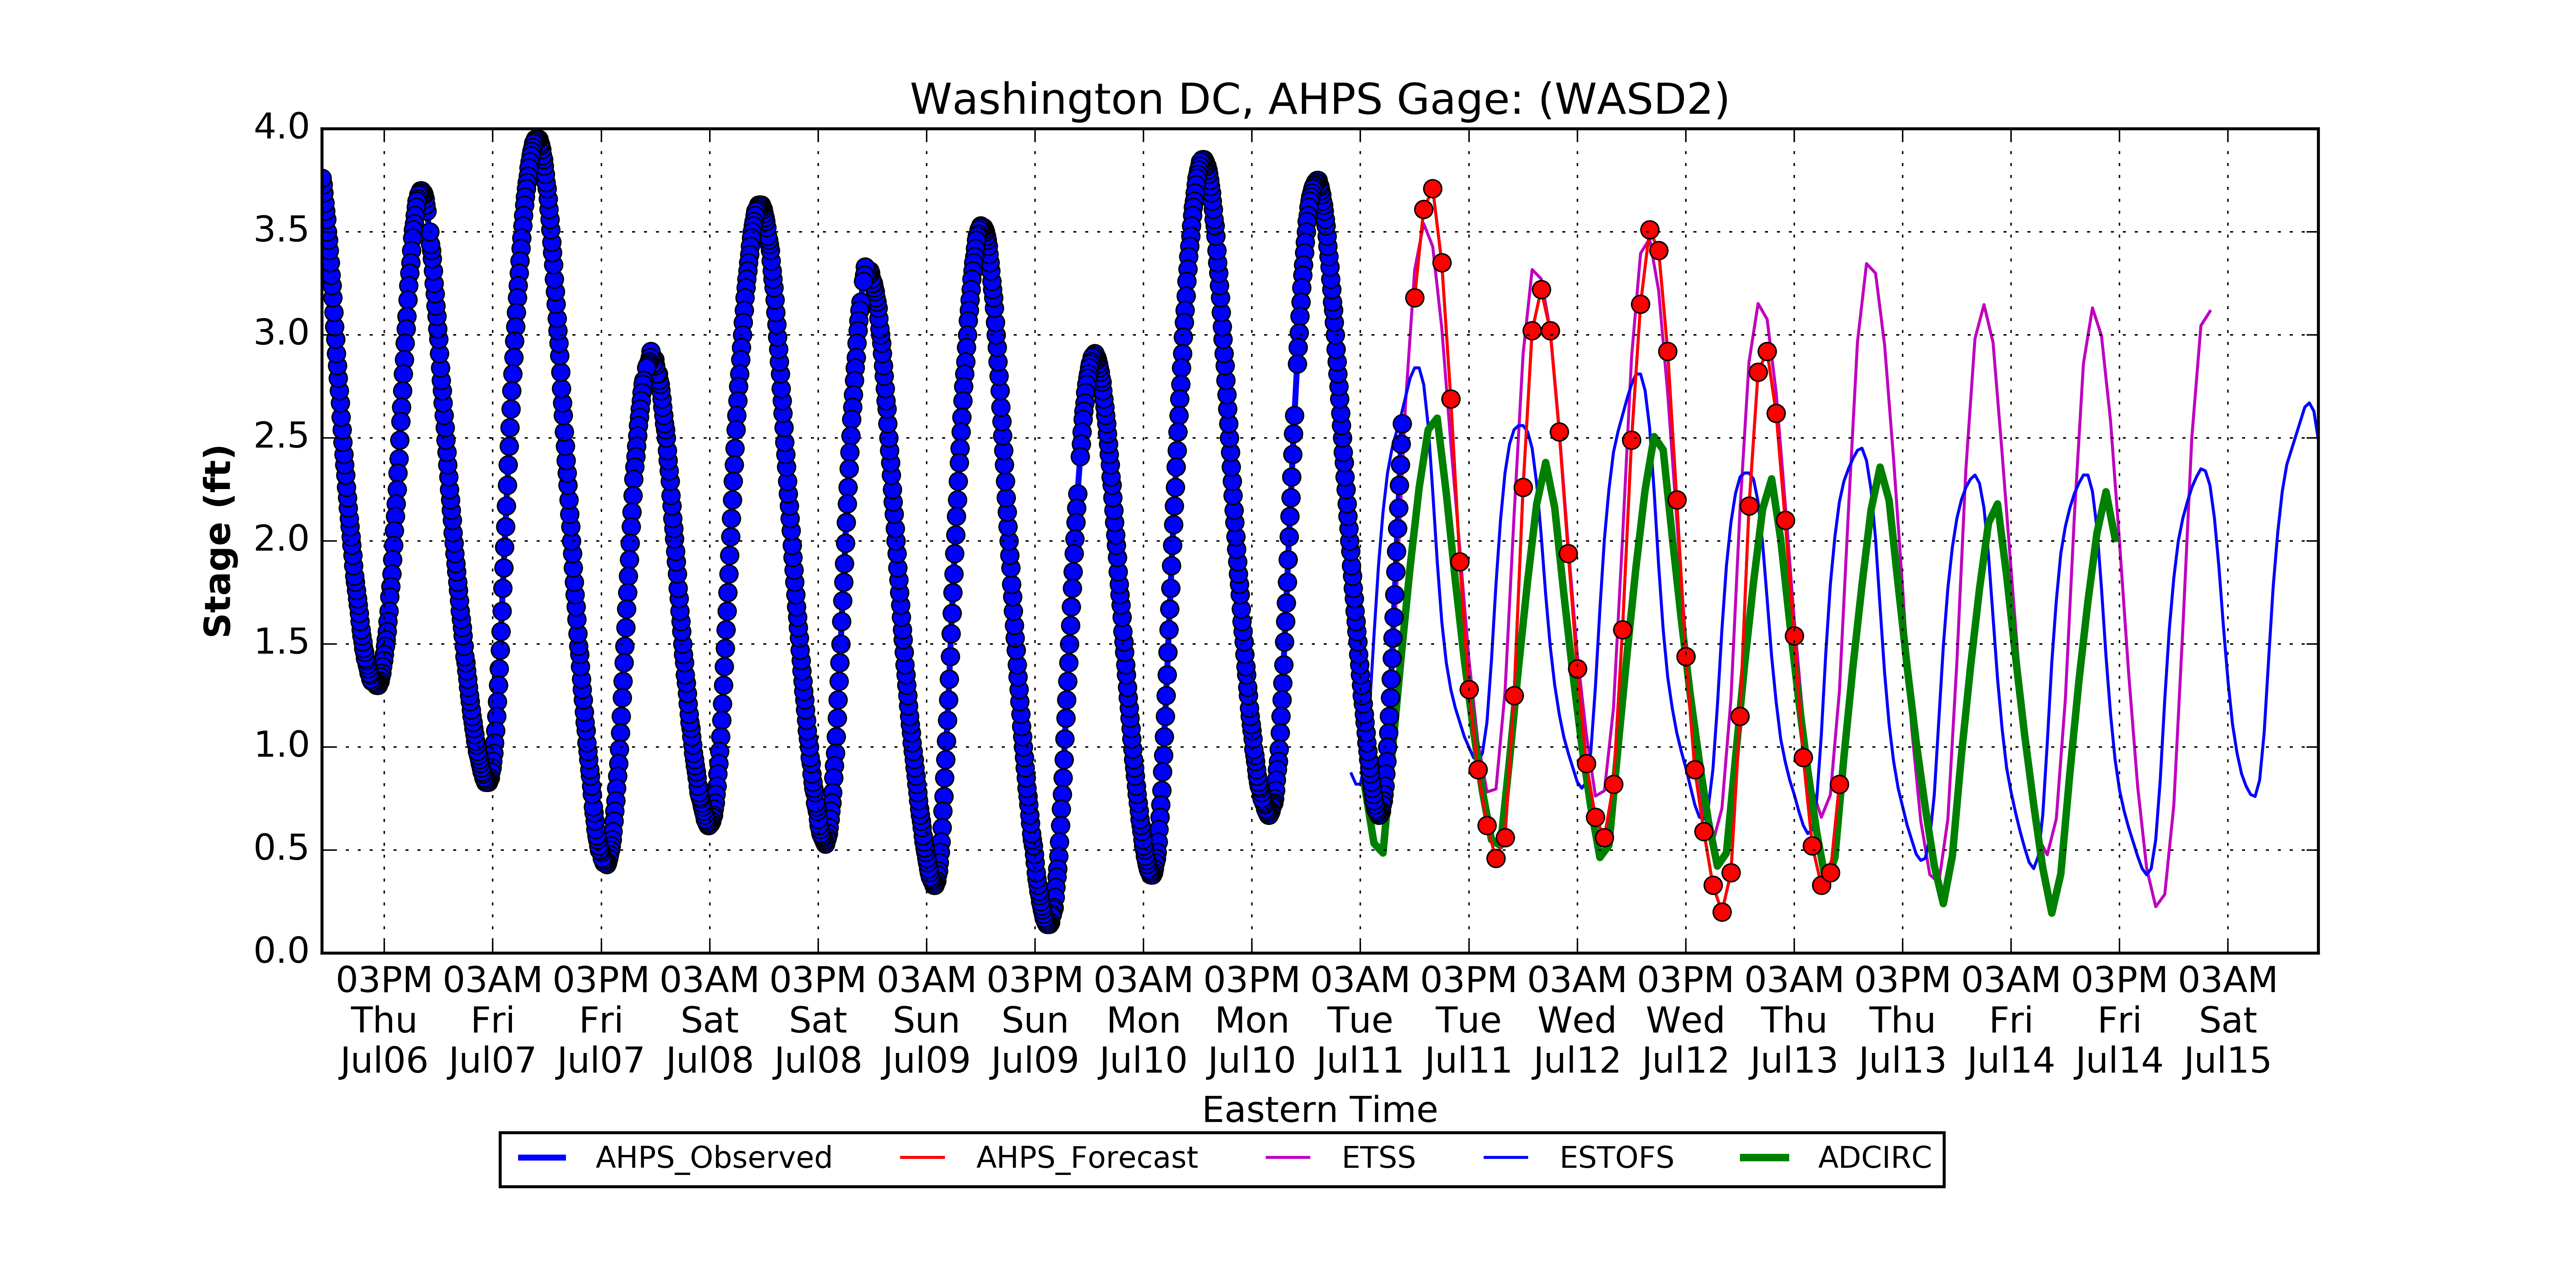 Washington DC, AHPS Gage: (WASD2)
4.0
3.5
3.0
2.5
2.0
1.5
1.0
0.5
0.0
Stage (ft)
03PM 03AM 03PM 03AM 03PM 03AM 03PM 03AM 03PM 03AM 03PM 03AM 03PM 03AM 03PM 03AM 03PM 03AM
Thu Fri Fri Sat Sat Sun Sun Mon Mon Tue Tue Wed Wed Thu Thu Fri Fri Sat
Jul06 Jul07 Jul07 Jul08 Jul08 Jul09 Jul09 Jul10 Jul10 Jul11 Jul11 Jul12 Jul12 Jul13 Jul13 Jul14 Jul14 Jul15
Eastern Time
AHPS_Observed AHPS_Forecast ETSS ESTOFS ADCIRC